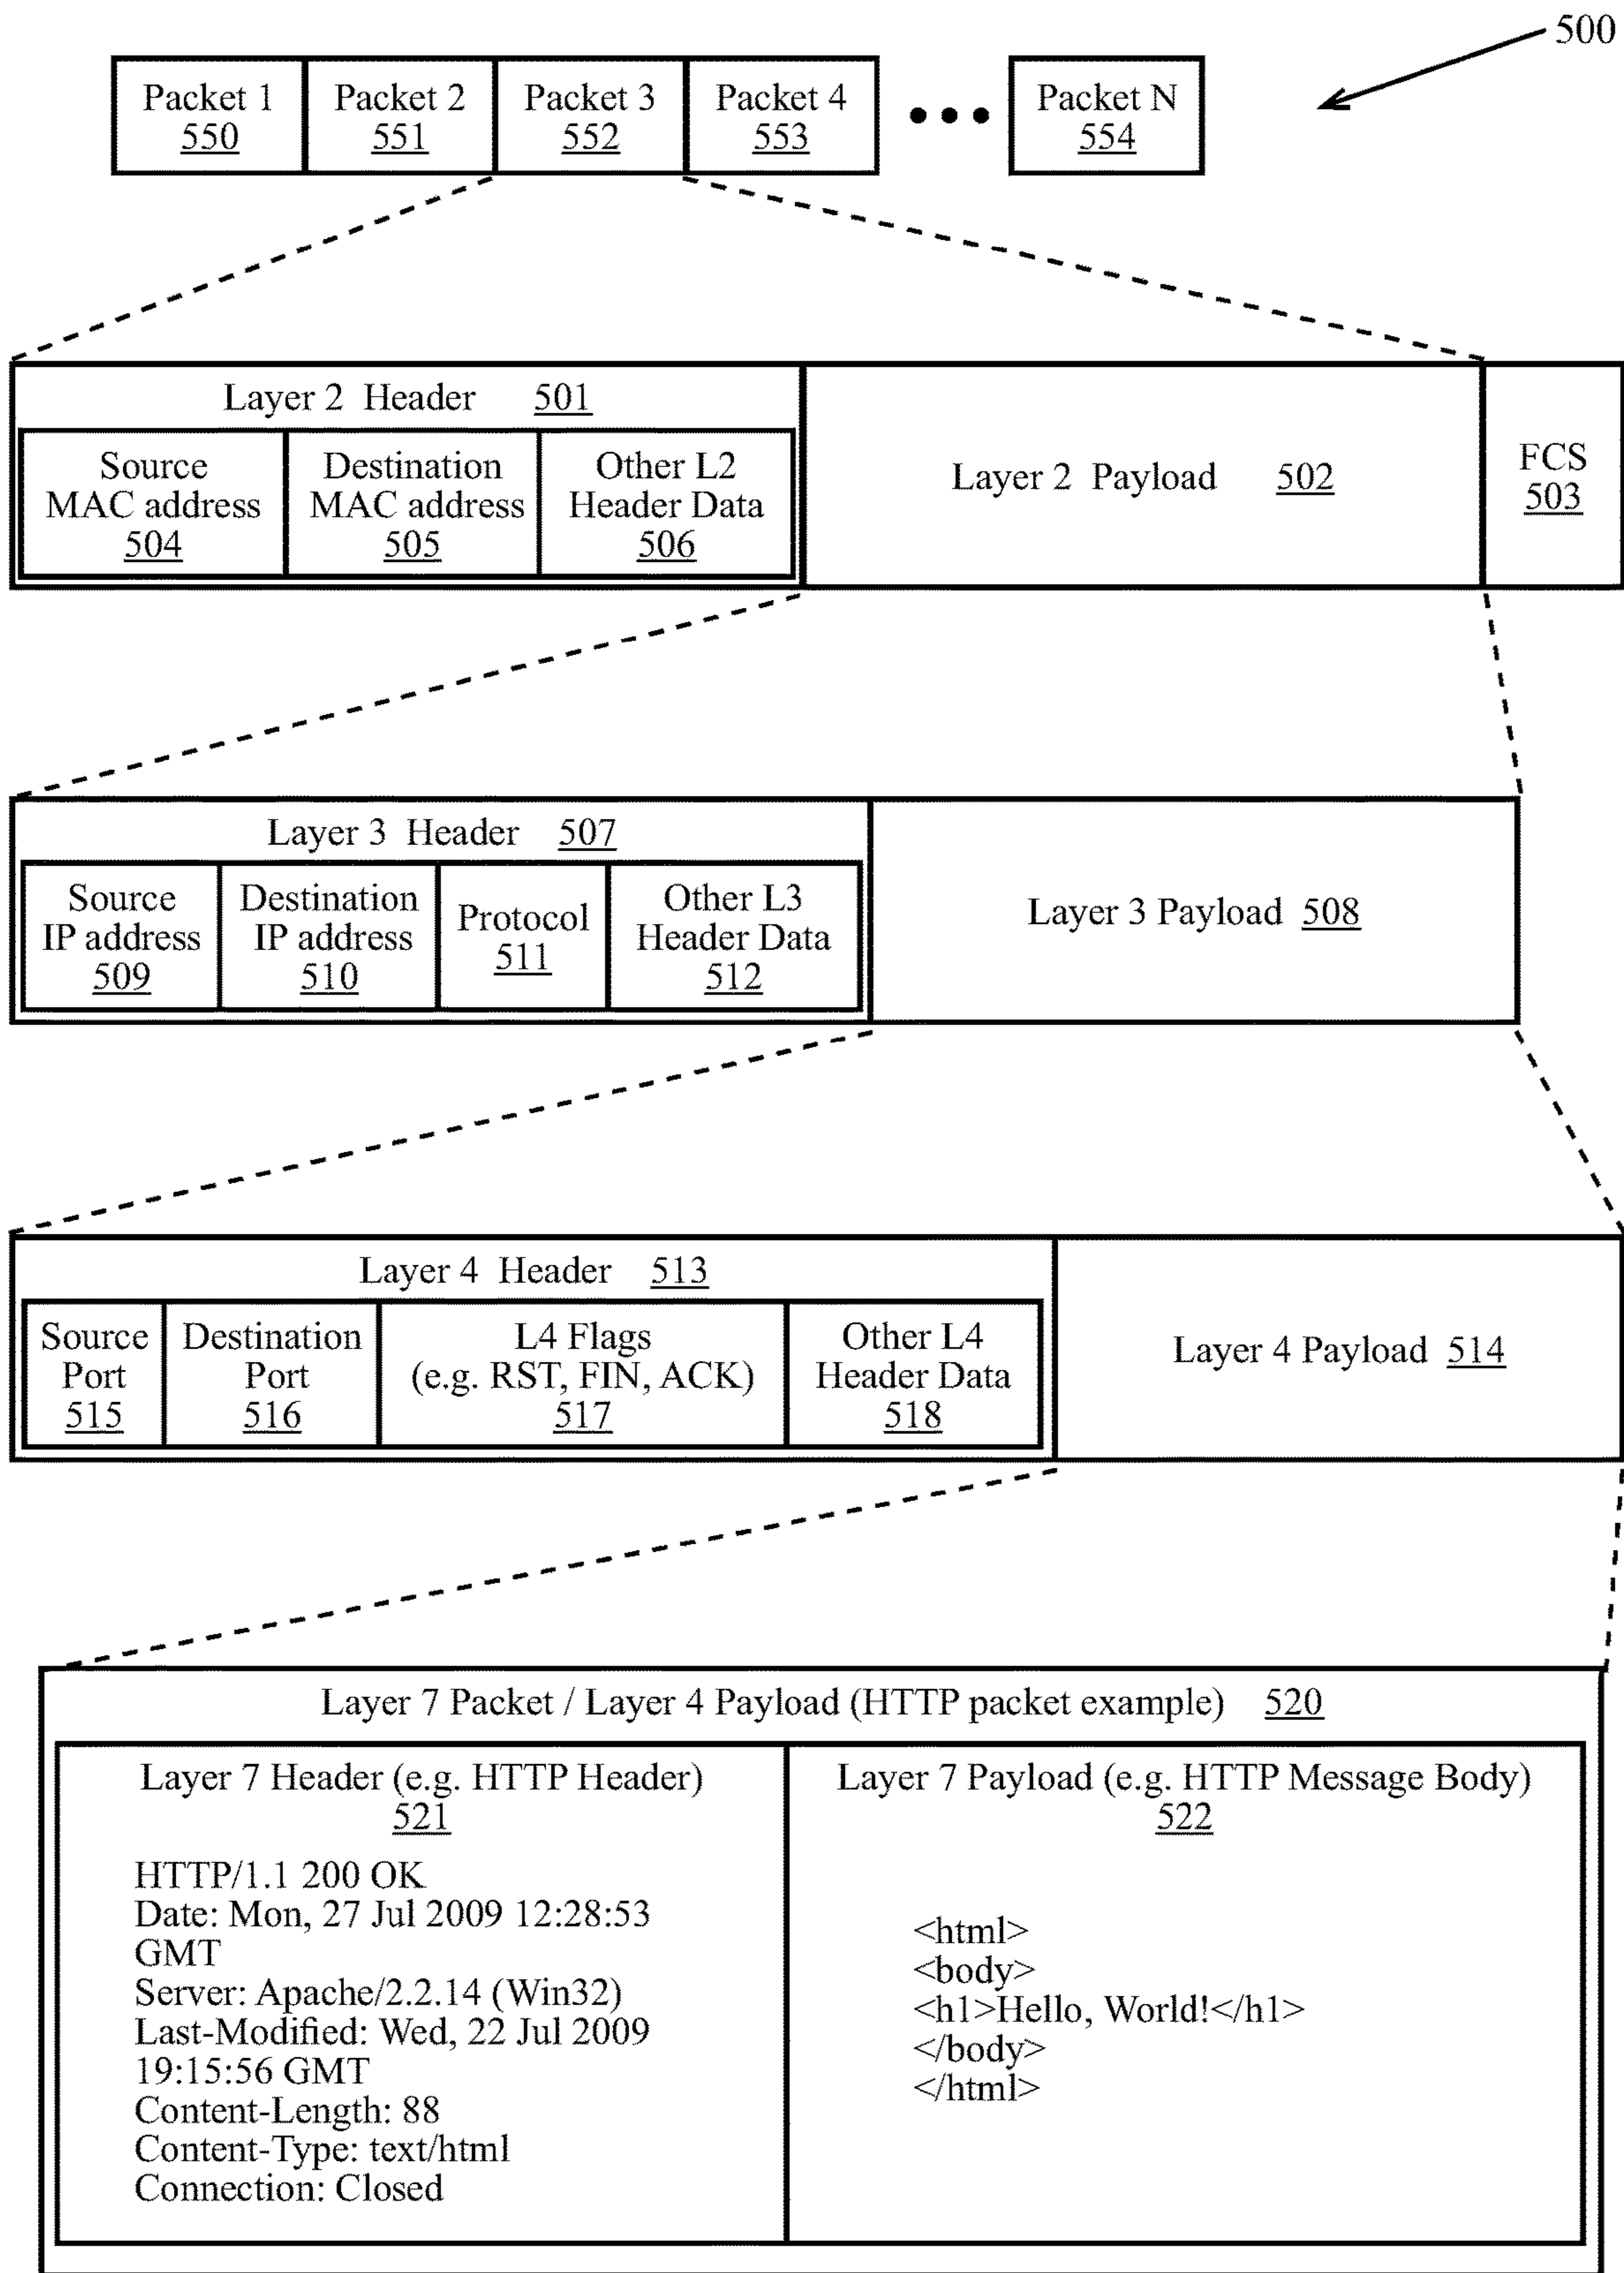 500
Packet 1
550
Packet 2
551
Packet 3
552
Packet 4
553
Packet N
554
Layer 2 Header 501
Source
MAC address
504
Destination
MAC address
505
Other L2
Header Data
506
Layer 2 Payload 502
FCS
503
Layer 3 Header 507
Source
IP address
509
Destination
IP address
510
Protocol
511
Other L3
Header Data
512
Layer 3 Payload 508
Layer 4 Header 513
Source
Port
515
Destination
Port
516
L4 Flags
(e.g. RST, FIN, ACK)
517
Other L4
Header Data
518
Layer 4 Payload 514
Layer 7 Packet / Layer 4 Payload (HTTP packet example) 520
Layer 7 Header (e.g. HTTP Header)
521
HTTP/1.1 200 OK
Date: Mon, 27 Jul 2009 12:28:53
GMT
Server: Apache/2.2.14 (Win32)
Last-Modified: Wed, 22 Jul 2009
19:15:56 GMT
Content-Length: 88
Content-Type: text/html
Connection: Closed
Layer 7 Payload (e.g. HTTP Message Body)
522
<html>
<body>
<h1>Hello, World!</h1>
</body>
</html>